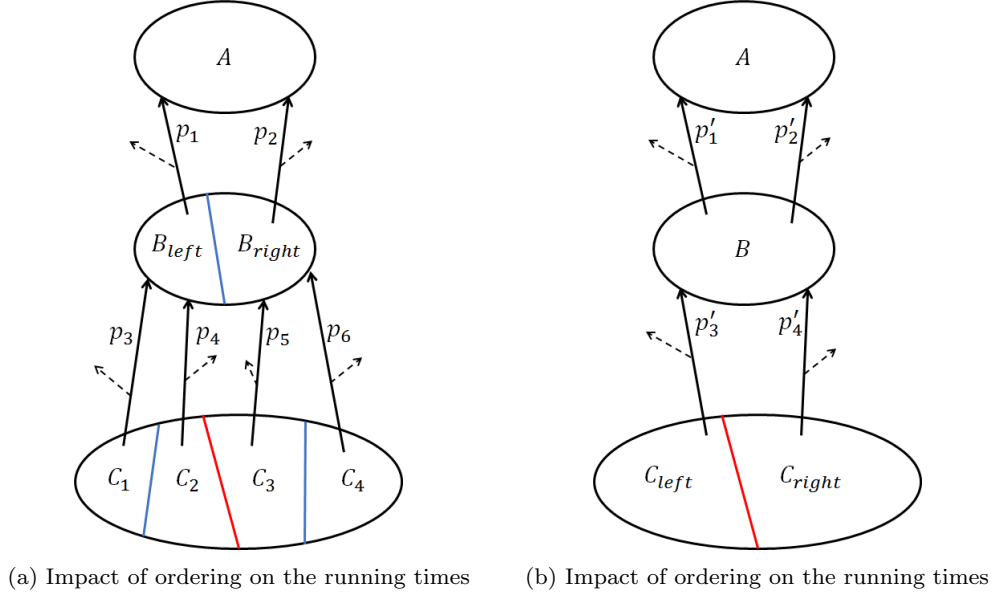 A
A
p1
p2
p′1
p′2
Bleft
Bright
B
p3
p4
p5
p6
p′3
p′4
C1
C2
C3
C4
Cleft
Cright
(a) Impact of ordering on the running times
(b) Impact of ordering on the running times